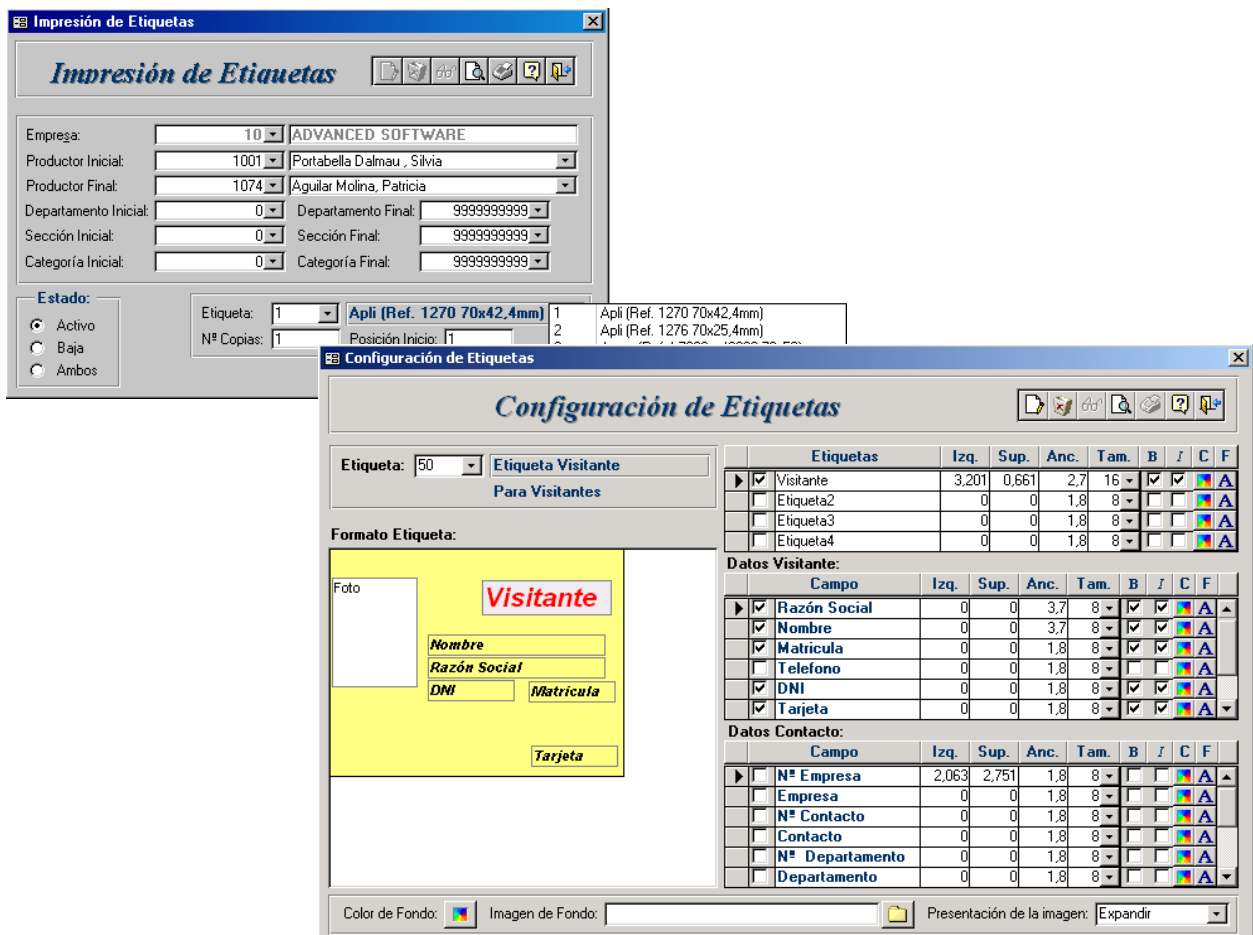 Impresión de Etiquetas
Impresión de Etiquetas
Empresa: 10 ADVANCED SOFTWARE
Productor Inicial: 1001 Portabella Dalmau , Silvia
Productor Final: 1074 Aguilar Molina, Patricia
Departamento Inicial: 0 Departamento Final: 9999999999
Sección Inicial: 0 Sección Final: 9999999999
Categoría Inicial: 0 Categoría Final: 9999999999
Estado:
Activo
Baja
Ambos
Etiqueta: 1 Apli (Ref. 1270 70x42,4mm)
Nº Copias: 1 Posición Inicio: 1
1 Apli (Ref. 1270 70x42,4mm)
2 Apli (Ref. 1276 70x25,4mm)
Configuración de Etiquetas
Configuración de Etiquetas
Etiqueta: 50 Etiqueta Visitante
Para Visitantes
Formato Etiqueta:
Foto
Visitante
Nombre
Razón Social
DNI Matricula
Tarjeta
Etiquetas Izq. Sup. Anc. Tam. B I C F
Visitante 3,201 0,661 2,7 16 A
Etiqueta2 0 0 1,8 8 A
Etiqueta3 0 0 1,8 8 A
Etiqueta4 0 0 1,8 8 A
Datos Visitante:
Campo Izq. Sup. Anc. Tam. B I C F
Razón Social 0 0 3,7 8 A
Nombre 0 0 3,7 8 A
Matricula 0 0 1,8 8 A
Telefono 0 0 1,8 8 A
DNI 0 0 1,8 8 A
Tarjeta 0 0 1,8 8 A
Datos Contacto:
Campo Izq. Sup. Anc. Tam. B I C F
Nº Empresa 2,063 2,751 1,8 8 A
Empresa 0 0 1,8 8 A
Nº Contacto 0 0 1,8 8 A
Contacto 0 0 1,8 8 A
Nº Departamento 0 0 1,8 8 A
Departamento 0 0 1,8 8 A
Color de Fondo: Imagen de Fondo: Presentación de la imagen: Expandir